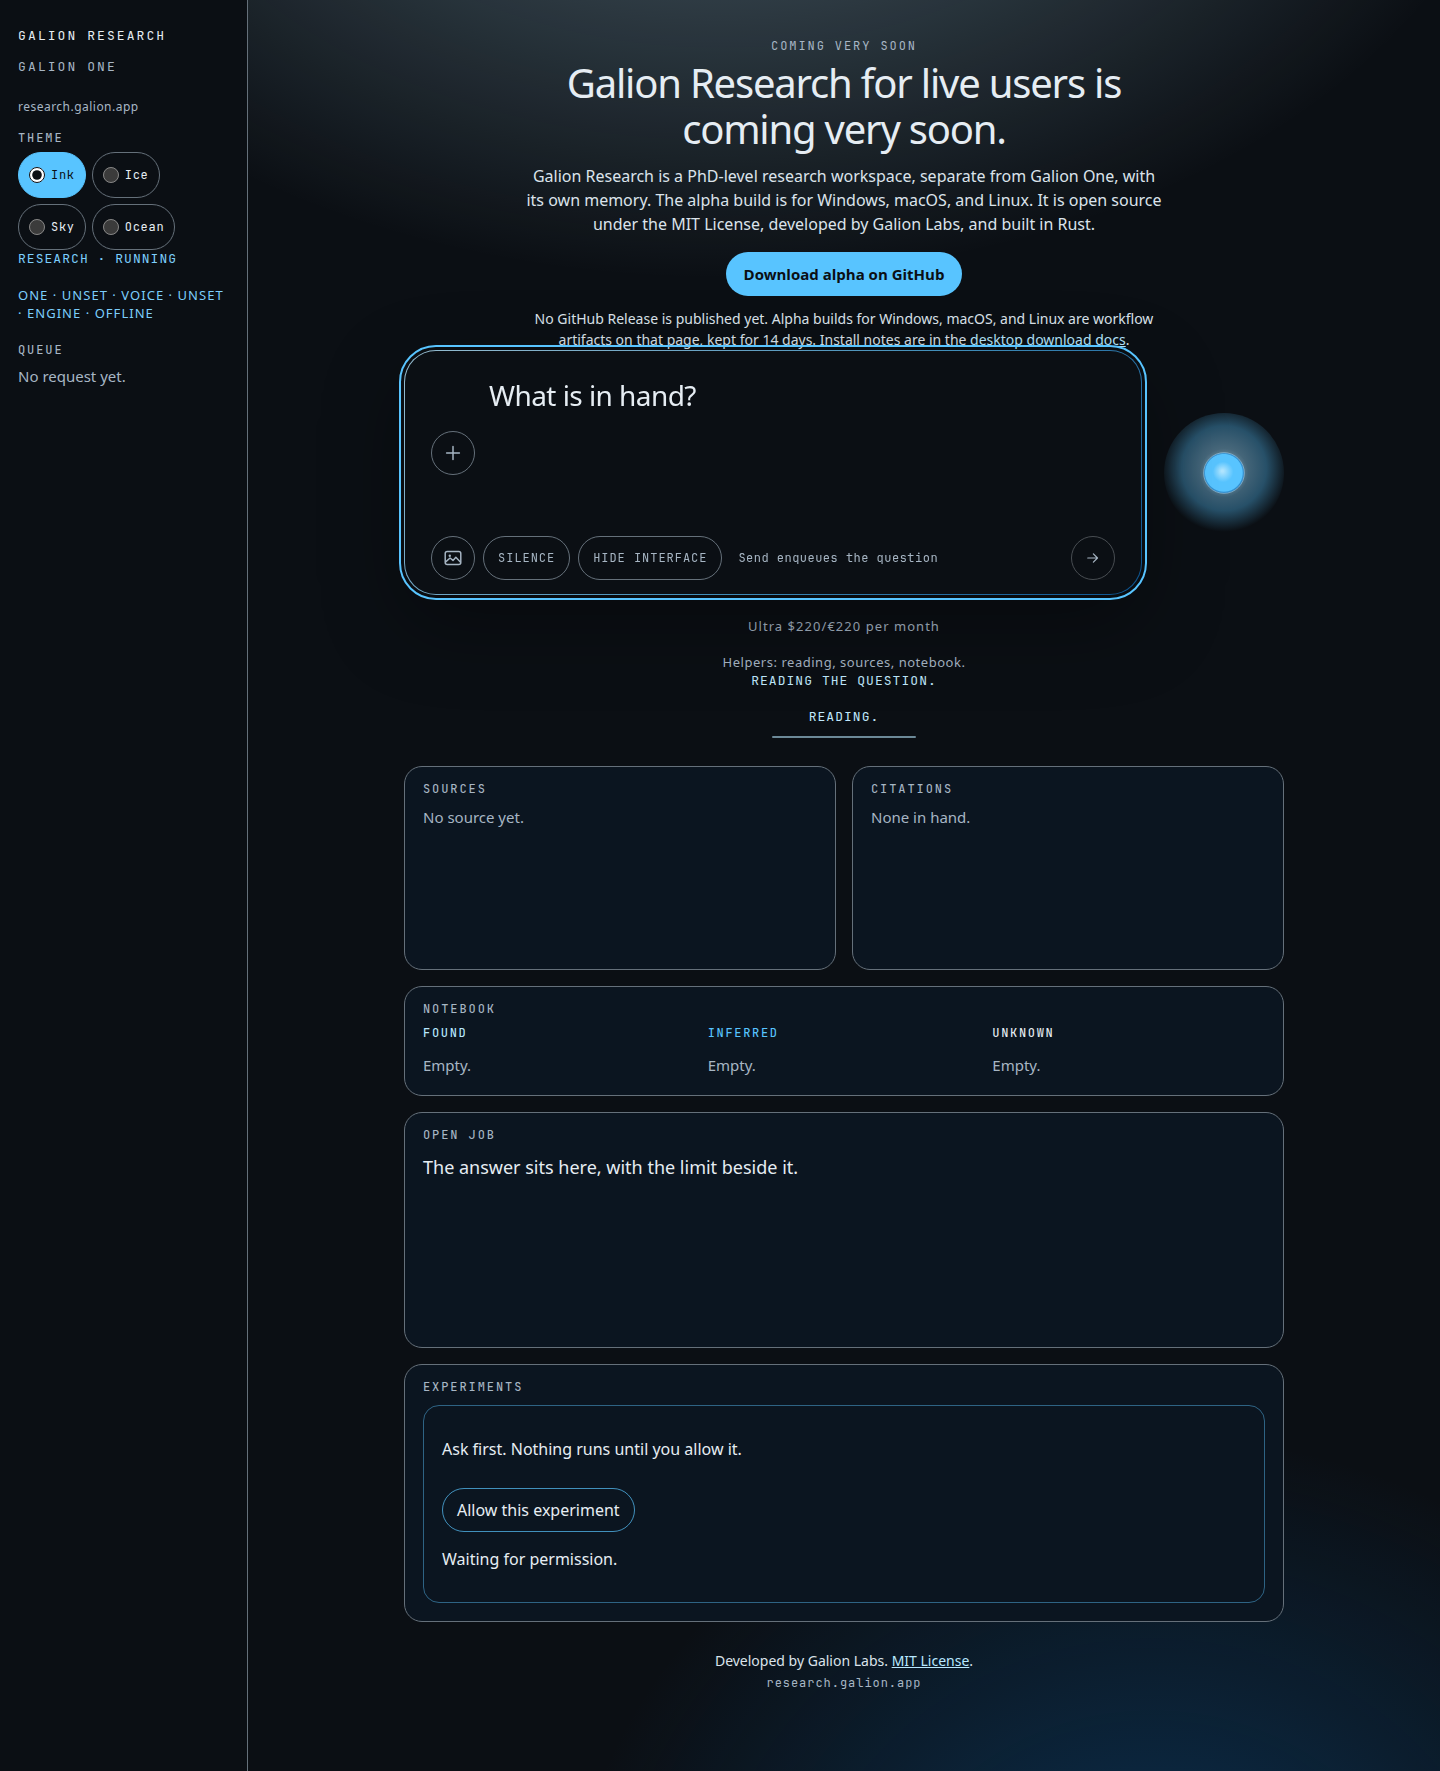 GALION RESEARCH
GALION ONE
research.galion.app
THEME
Ink
Ice
Sky
Ocean
RESEARCH · RUNNING
ONE · UNSET · VOICE · UNSET
· ENGINE · OFFLINE
QUEUE
No request yet.
COMING VERY SOON
Galion Research for live users is
coming very soon.
Galion Research is a PhD-level research workspace, separate from Galion One, with
its own memory. The alpha build is for Windows, macOS, and Linux. It is open source
under the MIT License, developed by Galion Labs, and built in Rust.
Download alpha on GitHub
No GitHub Release is published yet. Alpha builds for Windows, macOS, and Linux are workflow
artifacts on that page, kept for 14 days. Install notes are in the desktop download docs.
What is in hand?
SILENCE
HIDE INTERFACE
Send enqueues the question
Ultra $220/€220 per month
Helpers: reading, sources, notebook.
READING THE QUESTION.
READING.
SOURCES
No source yet.
CITATIONS
None in hand.
NOTEBOOK
FOUND
Empty.
INFERRED
Empty.
UNKNOWN
Empty.
OPEN JOB
The answer sits here, with the limit beside it.
EXPERIMENTS
Ask first. Nothing runs until you allow it.
Allow this experiment
Waiting for permission.
Developed by Galion Labs. MIT License.
research.galion.app